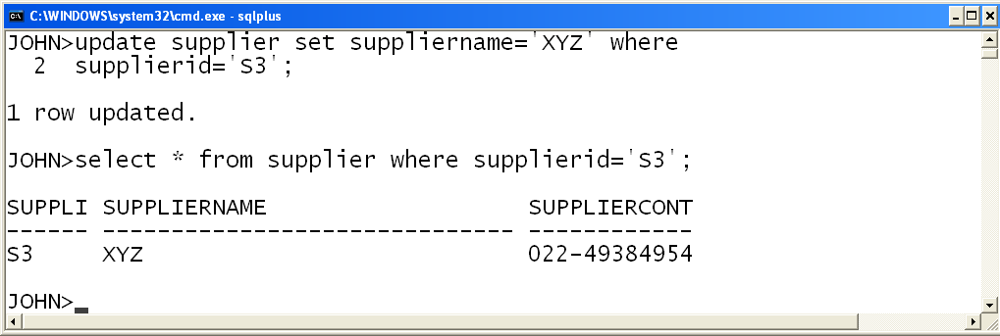 C:\WINDOWS\system32\cmd.exe - sqlplus
JOHN>update supplier set suppliername='XYZ' where
  2  supplierid='S3';
1 row updated.
JOHN>select * from supplier where supplierid='S3';
SUPPLI SUPPLIERNAME                   SUPPLIERCONT
------ ------------------------------ ------------
S3     XYZ                            022-49384954
JOHN>